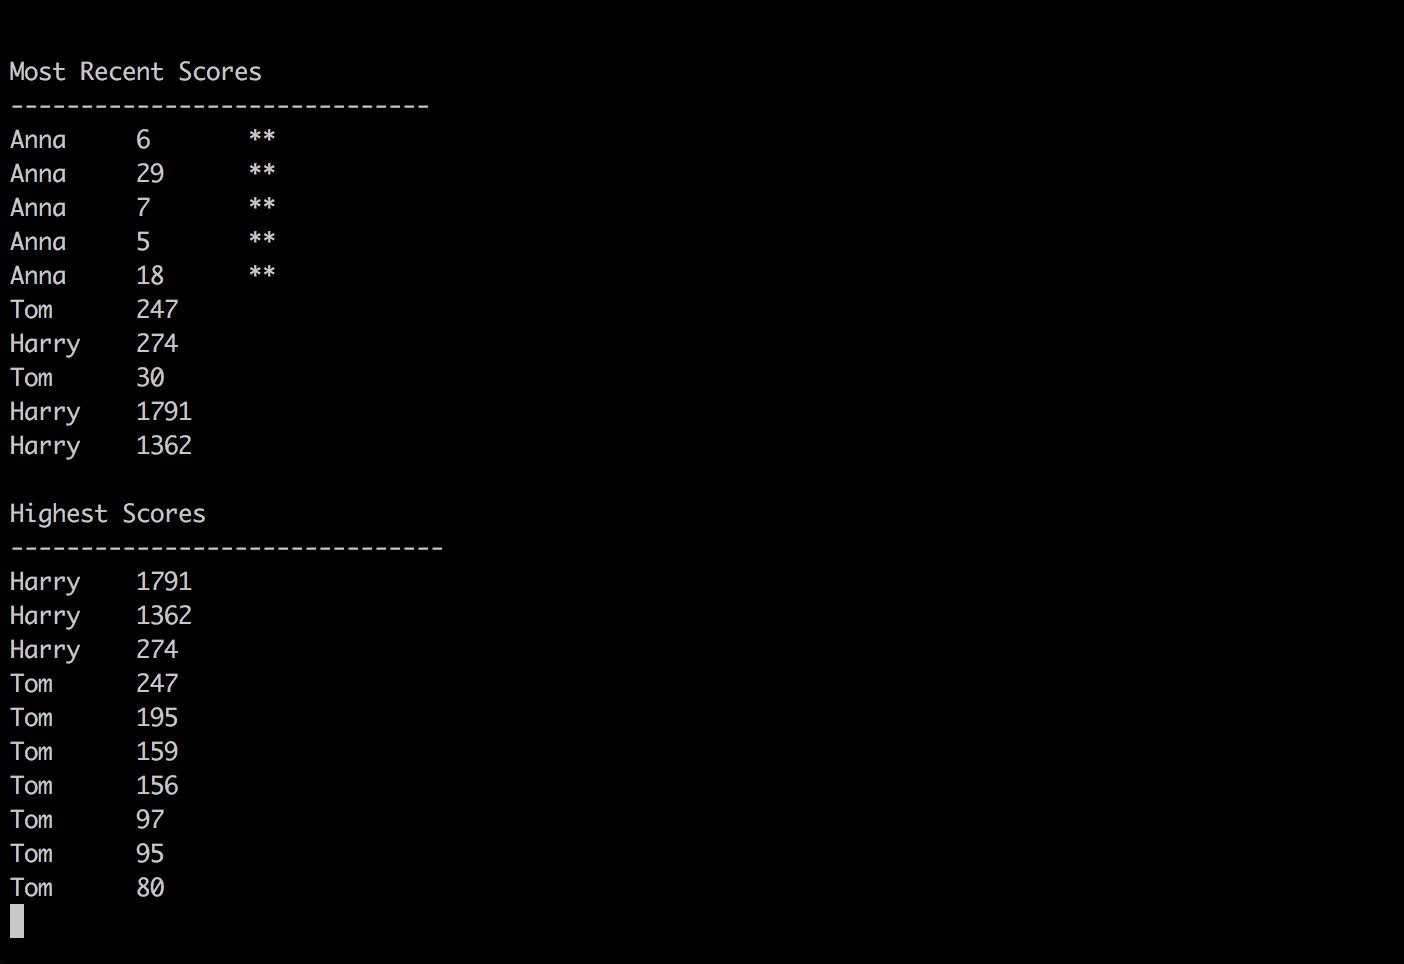 Most Recent Scores
------------------------------
Anna     6       **
Anna     29      **
Anna     7       **
Anna     5       **
Anna     18      **
Tom      247
Harry    274
Tom      30
Harry    1791
Harry    1362
Highest Scores
-------------------------------
Harry    1791
Harry    1362
Harry    274
Tom      247
Tom      195
Tom      159
Tom      156
Tom      97
Tom      95
Tom      80